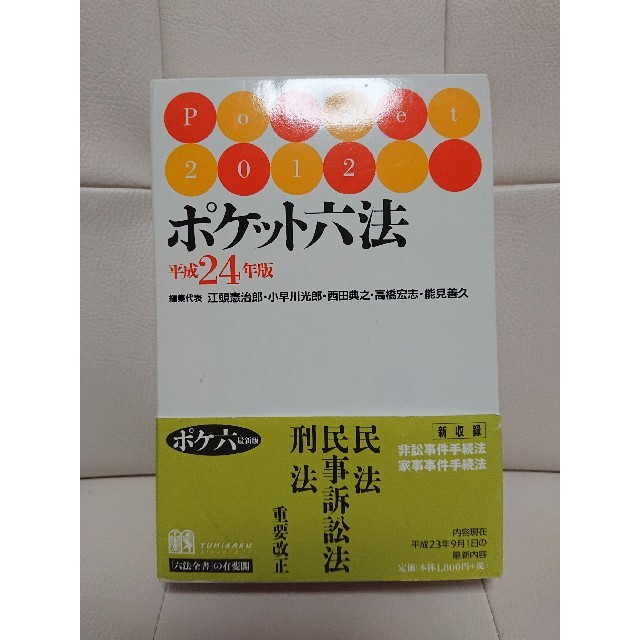 Pocket
2012
ポケット六法
平成24年版
編集代表 江頭憲治郎・小早川光郎・西田典之・高橋宏志・能見善久
ポケ六 最新版
民法
民事訴訟法
刑法
重要改正
新収録
非訟事件手続法
家事事件手続法
内容現在
平成23年9月1日の
最新内容
定価(本体1,800円+税)
YUHIKAKU
「六法全書」の有斐閣